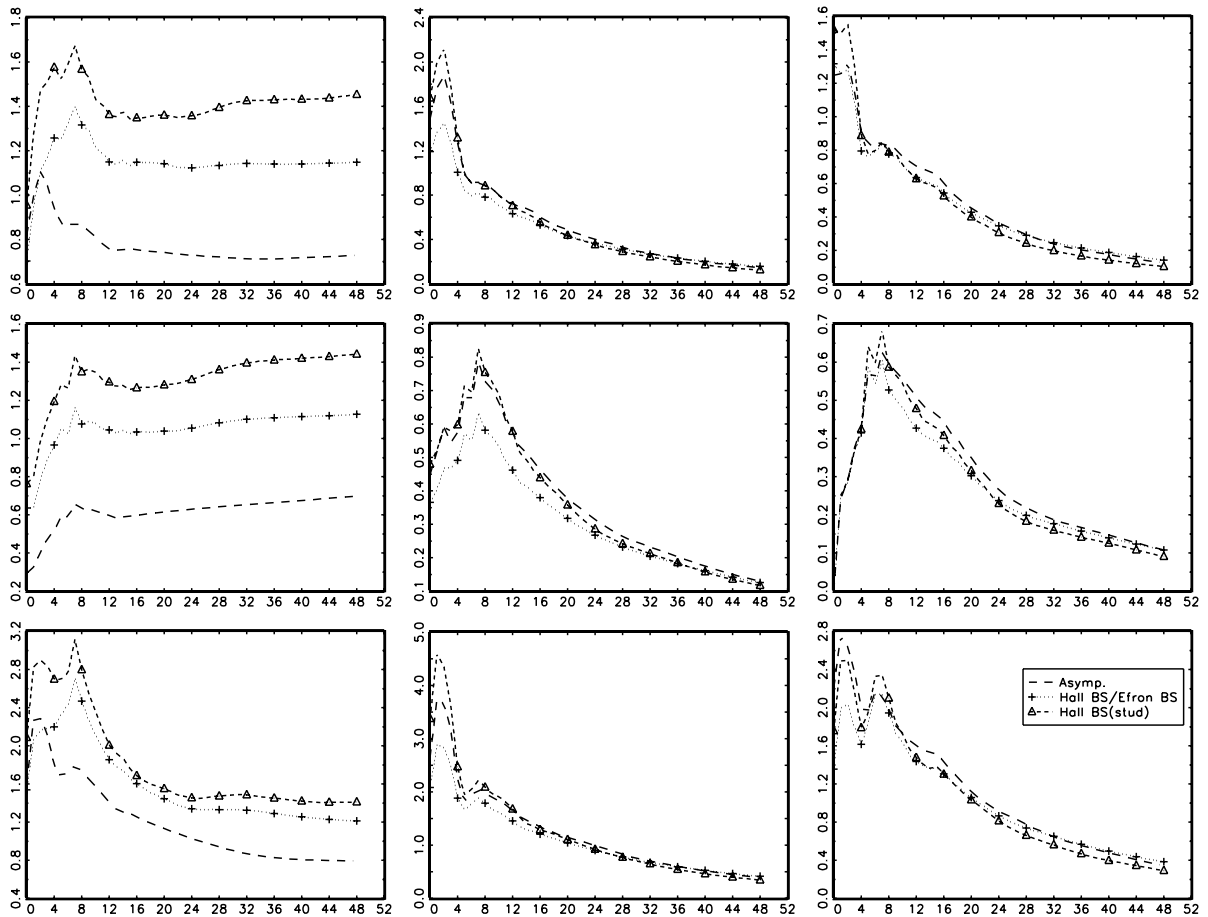 0.6 0.8 1.0 1.2 1.4 1.6 1.8
0 4 8 12 16 20 24 28 32 36 40 44 48 52
0.0 0.4 0.8 1.2 1.6 2.0 2.4
0 4 8 12 16 20 24 28 32 36 40 44 48 52
0.0 0.2 0.4 0.6 0.8 1.0 1.2 1.4 1.6
0 4 8 12 16 20 24 28 32 36 40 44 48 52
0.2 0.4 0.6 0.8 1.0 1.2 1.4 1.6
0 4 8 12 16 20 24 28 32 36 40 44 48 52
0.1 0.2 0.3 0.4 0.5 0.6 0.7 0.8 0.9
0 4 8 12 16 20 24 28 32 36 40 44 48 52
0.0 0.1 0.2 0.3 0.4 0.5 0.6 0.7
0 4 8 12 16 20 24 28 32 36 40 44 48 52
0.4 0.8 1.2 1.6 2.0 2.4 2.8 3.2
0 4 8 12 16 20 24 28 32 36 40 44 48 52
0.0 1.0 2.0 3.0 4.0 5.0
0 4 8 12 16 20 24 28 32 36 40 44 48 52
0.0 0.4 0.8 1.2 1.6 2.0 2.4 2.8
0 4 8 12 16 20 24 28 32 36 40 44 48 52
Asymp.
Hall BS/Efron BS
Hall BS(stud)